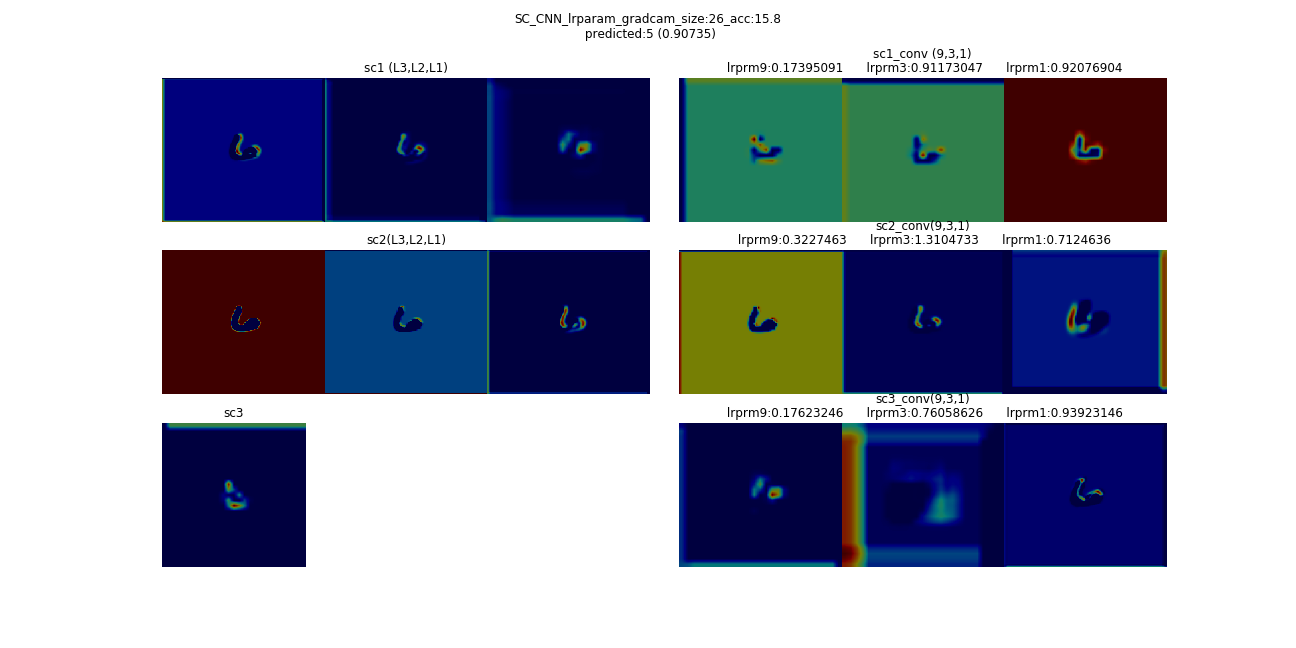 SC_CNN_lrparam_gradcam_size:26_acc:15.8
predicted:5 (0.90735)
sc1 (L3,L2,L1)
sc1_conv (9,3,1)
lrprm9:0.17395091 lrprm3:0.91173047 lrprm1:0.92076904
sc2(L3,L2,L1)
sc2_conv(9,3,1)
lrprm9:0.3227463 lrprm3:1.3104733 lrprm1:0.7124636
sc3
sc3_conv(9,3,1)
lrprm9:0.17623246 lrprm3:0.76058626 lrprm1:0.93923146